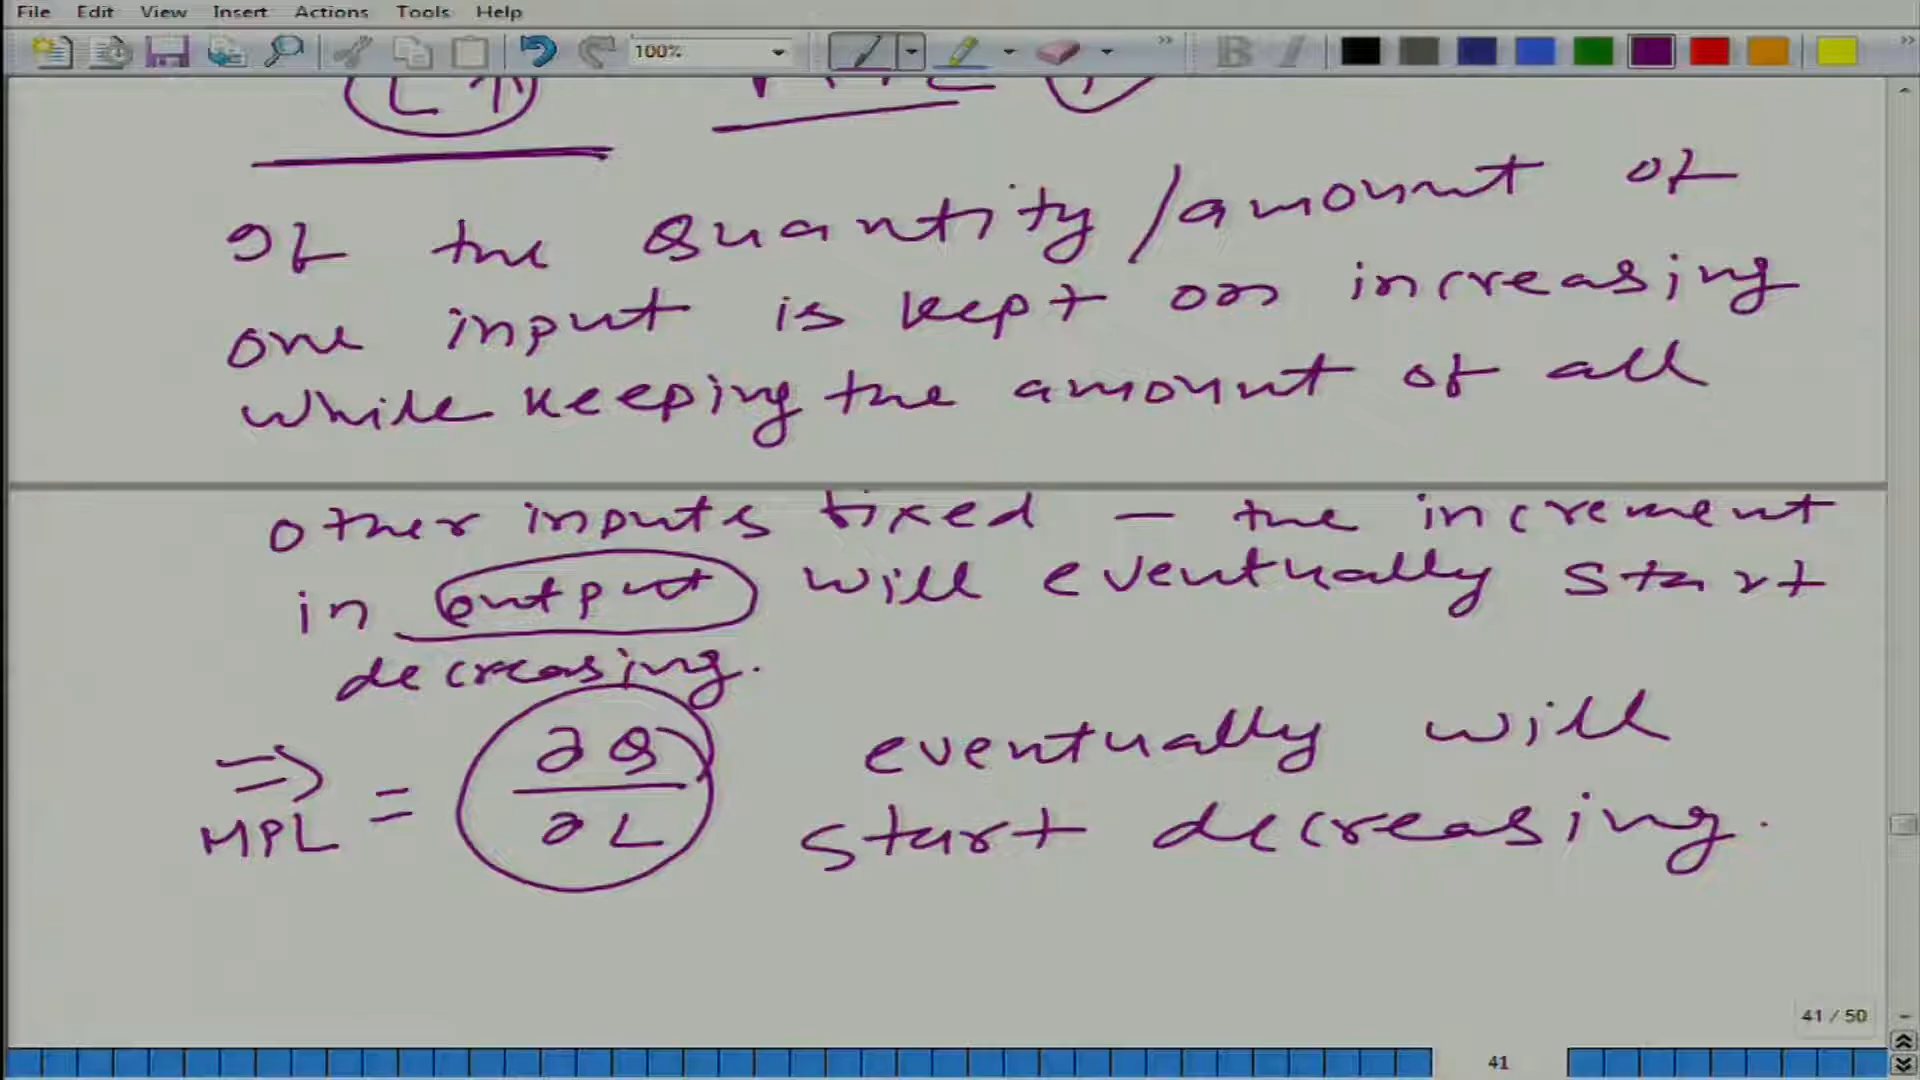 File Edit View Insert Actions Tools Help
100%
L↑
If the quantity/amount of
one input is kept on increasing
while keeping the amount of all
other inputs fixed - the increment
in output will eventually start
decreasing.
⇒ MPL = ∂Q/∂L eventually will
start decreasing.
41 / 50
41